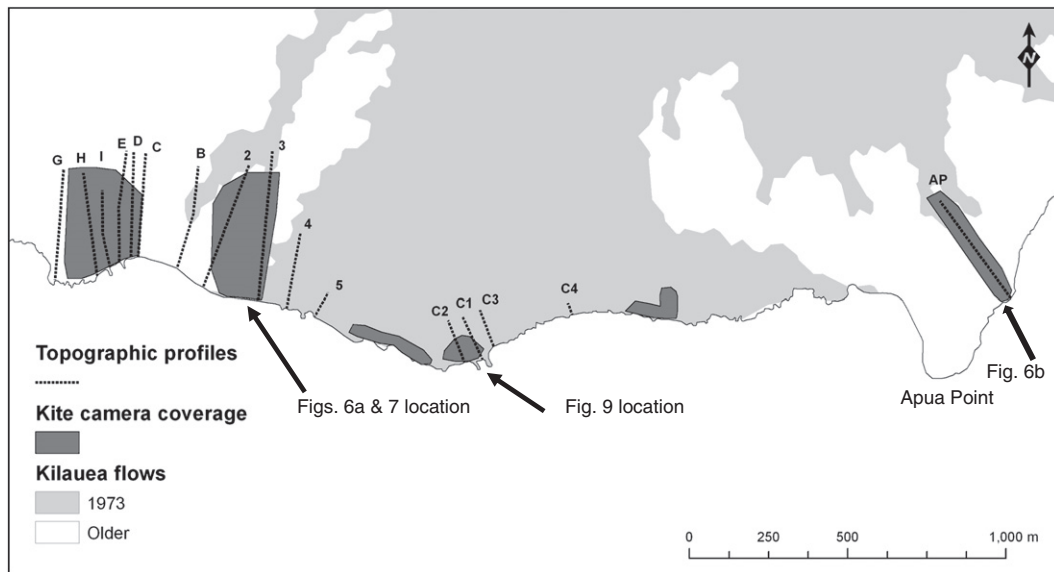 N
E D C
G H I
B 2 3
AP
4
5
C2 C1 C3
C4
Topographic profiles
Kite camera coverage
Kilauea flows
1973
Older
Figs. 6a & 7 location
Fig. 9 location
Apua Point
Fig. 6b
0 250 500 1,000 m